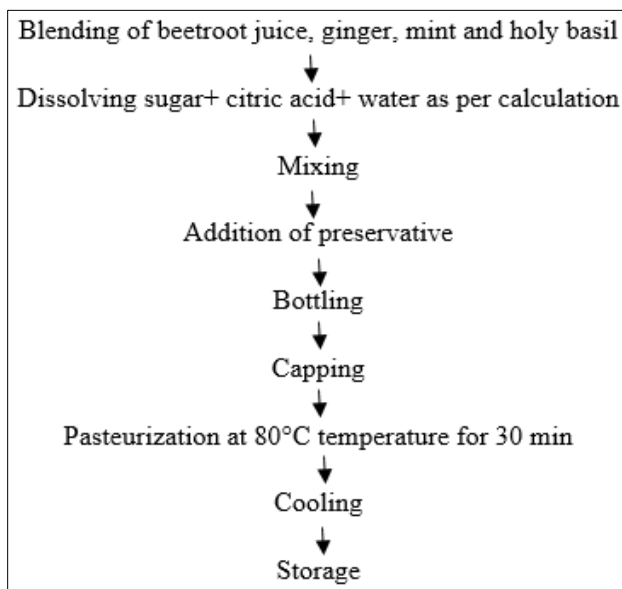 Blending of beetroot juice, ginger, mint and holy basil
Dissolving sugar+ citric acid+ water as per calculation
Mixing
Addition of preservative
Bottling
Capping
Pasteurization at 80°C temperature for 30 min
Cooling
Storage